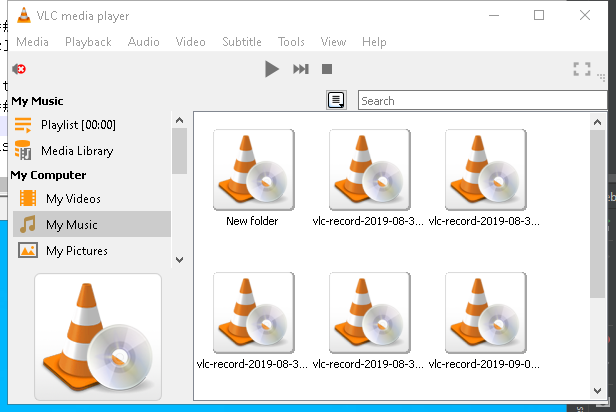 VLC media player
Media Playback Audio Video Subtitle Tools View Help
My Music
Search
Playlist [00:00]
Media Library
My Computer
My Videos
My Music
My Pictures
New folder
vlc-record-2019-08-3...
vlc-record-2019-08-3...
vlc-record-2019-08-3...
vlc-record-2019-08-3...
vlc-record-2019-09-0...